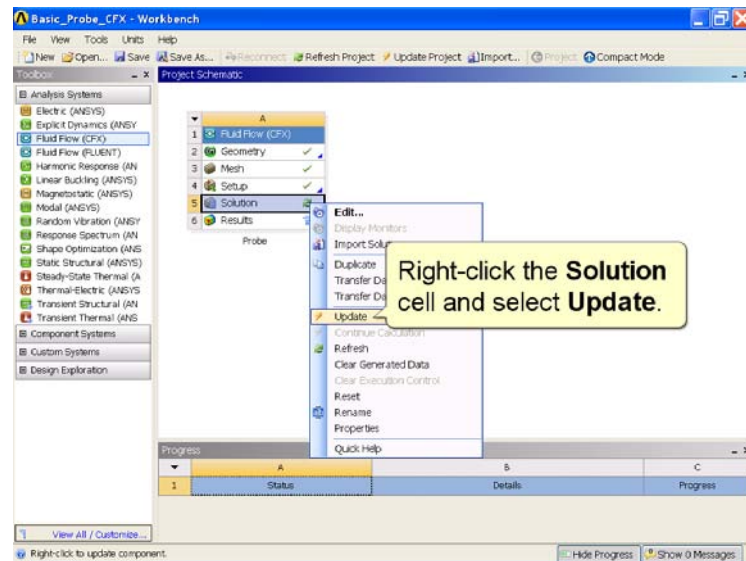 Basic_Probe_CFX - Workbench
File View Tools Units Help
New Open... Save Save As... Reconnect Refresh Project Update Project Import... Project Compact Mode
Toolbox
Project Schematic
Analysis Systems
Electric (ANSYS)
Explicit Dynamics (ANSY
Fluid Flow (CFX)
Fluid Flow (FLUENT)
Harmonic Response (AN
Linear Buckling (ANSYS)
Magnetostatic (ANSYS)
Modal (ANSYS)
Random Vibration (ANSY
Response Spectrum (AN
Shape Optimization (ANS
Static Structural (ANSYS)
Steady-State Thermal (A
Thermal-Electric (ANSYS
Transient Structural (AN
Transient Thermal (ANS
Component Systems
Custom Systems
Design Exploration
View All / Customize...
A
1 Fluid Flow (CFX)
2 Geometry
3 Mesh
4 Setup
5 Solution
6 Results
Probe
Edit...
Display Monitors
Import Solu
Duplicate
Transfer Da
Transfer Da
Update
Continue Calculation
Refresh
Clear Generated Data
Clear Execution Control
Reset
Rename
Properties
Quick Help
Right-click the Solution
cell and select Update.
Progress
A B C
1 Status Details Progress
Right-click to update component.
Hide Progress Show 0 Messages